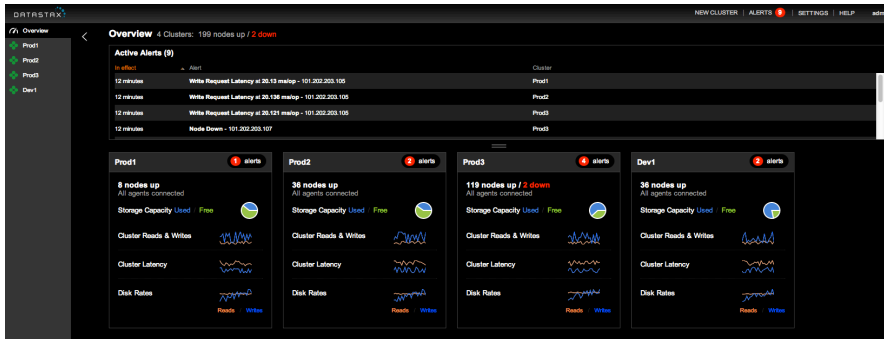 DATASTAX
NEW CLUSTER | ALERTS 9 | SETTINGS | HELP adm
Overview
Prod1
Prod2
Prod3
Dev1
Overview 4 Clusters: 199 nodes up / 2 down
Active Alerts (9)
In effect Alert Cluster
12 minutes Write Request Latency at 20.13 ms/op - 101.202.203.105 Prod1
12 minutes Write Request Latency at 20.136 ms/op - 101.202.203.105 Prod2
12 minutes Write Request Latency at 20.121 ms/op - 101.202.203.105 Prod3
12 minutes Node Down - 101.202.203.107 Prod3
Prod1 1 alerts
8 nodes up
All agents connected
Storage Capacity Used / Free
Cluster Reads & Writes
Cluster Latency
Disk Rates
Reads / Writes
Prod2 2 alerts
36 nodes up
All agents connected
Storage Capacity Used / Free
Cluster Reads & Writes
Cluster Latency
Disk Rates
Reads / Writes
Prod3 4 alerts
119 nodes up / 2 down
All agents connected
Storage Capacity Used / Free
Cluster Reads & Writes
Cluster Latency
Disk Rates
Reads / Writes
Dev1 2 alerts
36 nodes up
All agents connected
Storage Capacity Used / Free
Cluster Reads & Writes
Cluster Latency
Disk Rates
Reads / Writes